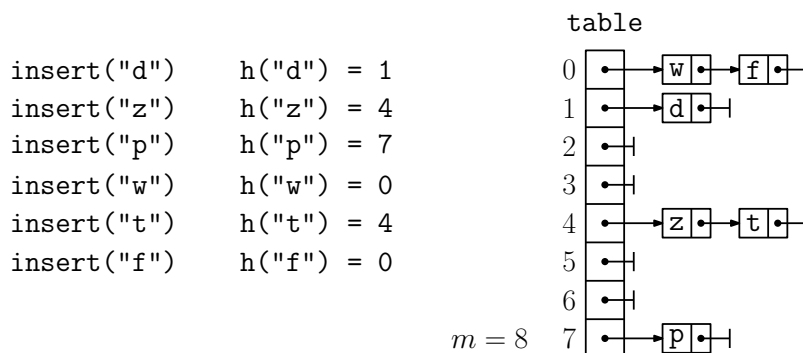 table
insert("d") h("d") = 1 0 w f
insert("z") h("z") = 4 1 d
insert("p") h("p") = 7 2
insert("w") h("w") = 0 3
insert("t") h("t") = 4 4 z t
insert("f") h("f") = 0 5
6
m = 8 7 p